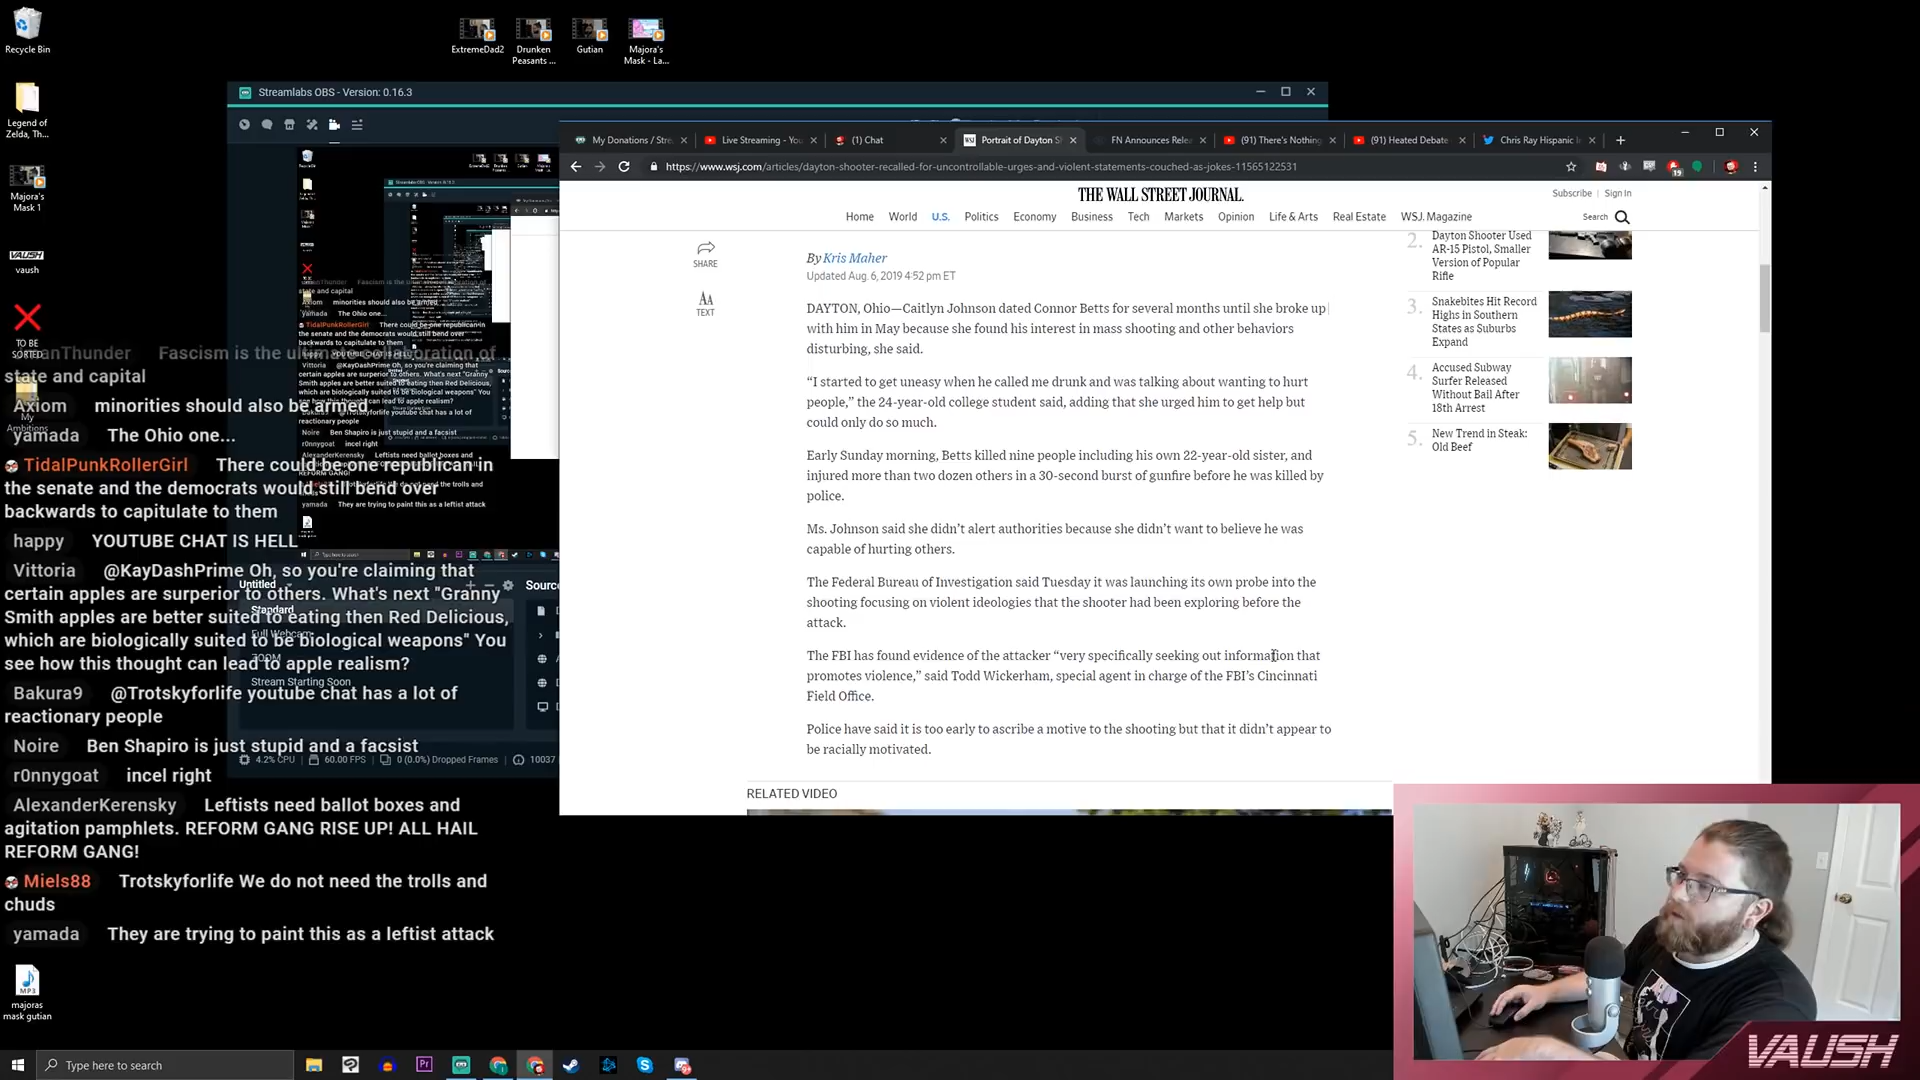 Recycle Bin
Legend of
Zelda, Th...
Majora's
Mask 1
VAUSH
vaush
TO BE
SORTED
My
Ambitions
majoras
mask gutian
ExtremeDad2
Drunken
Peasants ...
Gutian
Majora's
Mask - La...
Streamlabs OBS - Version: 0.16.3
Thunder Fascism is the ultimate collaboration of
state and capital
Axiom minorities should also be armed
yamada The Ohio one...
TidalPunkRollerGirl There could be one republican in
the senate and the democrats would still bend over
backwards to capitulate to them
happy YOUTUBE CHAT IS HELL
Vittoria @KayDashPrime Oh, so you're claiming that
certain apples are surperior to others. What's next "Granny
Smith apples are better suited to eating then Red Delicious,
which are biologically suited to be biological weapons" You
see how this thought can lead to apple realism?
Bakura9 @Trotskyforlife youtube chat has a lot of
reactionary people
Noire Ben Shapiro is just stupid and a facsist
r0nnygoat incel right
AlexanderKerensky Leftists need ballot boxes and
agitation pamphlets. REFORM GANG RISE UP! ALL HAIL
REFORM GANG!
Miels88 Trotskyforlife We do not need the trolls and
chuds
yamada They are trying to paint this as a leftist attack
Untitled
Standard
Full Webcam
ZOOM
Stream Starting Soon
Sourc
4.2% CPU 60.00 FPS 0 (0.0%) Dropped Frames 10037
My Donations / Stre
Live Streaming - You
(1) Chat
Portrait of Dayton S
FN Announces Rele
(91) There's Nothing
(91) Heated Debate
Chris Ray Hispanic
https://www.wsj.com/articles/dayton-shooter-recalled-for-uncontrollable-urges-and-violent-statements-couched-as-jokes-11565122531
19
THE WALL STREET JOURNAL.
Subscribe | Sign In
Home World U.S. Politics Economy Business Tech Markets Opinion Life & Arts Real Estate WSJ. Magazine
Search
SHARE
AA
TEXT
By Kris Maher
Updated Aug. 6, 2019 4:52 pm ET
DAYTON, Ohio—Caitlyn Johnson dated Connor Betts for several months until she broke up
with him in May because she found his interest in mass shooting and other behaviors
disturbing, she said.
“I started to get uneasy when he called me drunk and was talking about wanting to hurt
people,” the 24-year-old college student said, adding that she urged him to get help but
could only do so much.
Early Sunday morning, Betts killed nine people including his own 22-year-old sister, and
injured more than two dozen others in a 30-second burst of gunfire before he was killed by
police.
Ms. Johnson said she didn’t alert authorities because she didn’t want to believe he was
capable of hurting others.
The Federal Bureau of Investigation said Tuesday it was launching its own probe into the
shooting focusing on violent ideologies that the shooter had been exploring before the
attack.
The FBI has found evidence of the attacker “very specifically seeking out information that
promotes violence,” said Todd Wickerham, special agent in charge of the FBI’s Cincinnati
Field Office.
Police have said it is too early to ascribe a motive to the shooting but that it didn’t appear to
be racially motivated.
RELATED VIDEO
2. Dayton Shooter Used
AR-15 Pistol, Smaller
Version of Popular
Rifle
3. Snakebites Hit Record
Highs in Southern
States as Suburbs
Expand
4. Accused Subway
Surfer Released
Without Bail After
18th Arrest
5. New Trend in Steak:
Old Beef
VAUSH
Type here to search